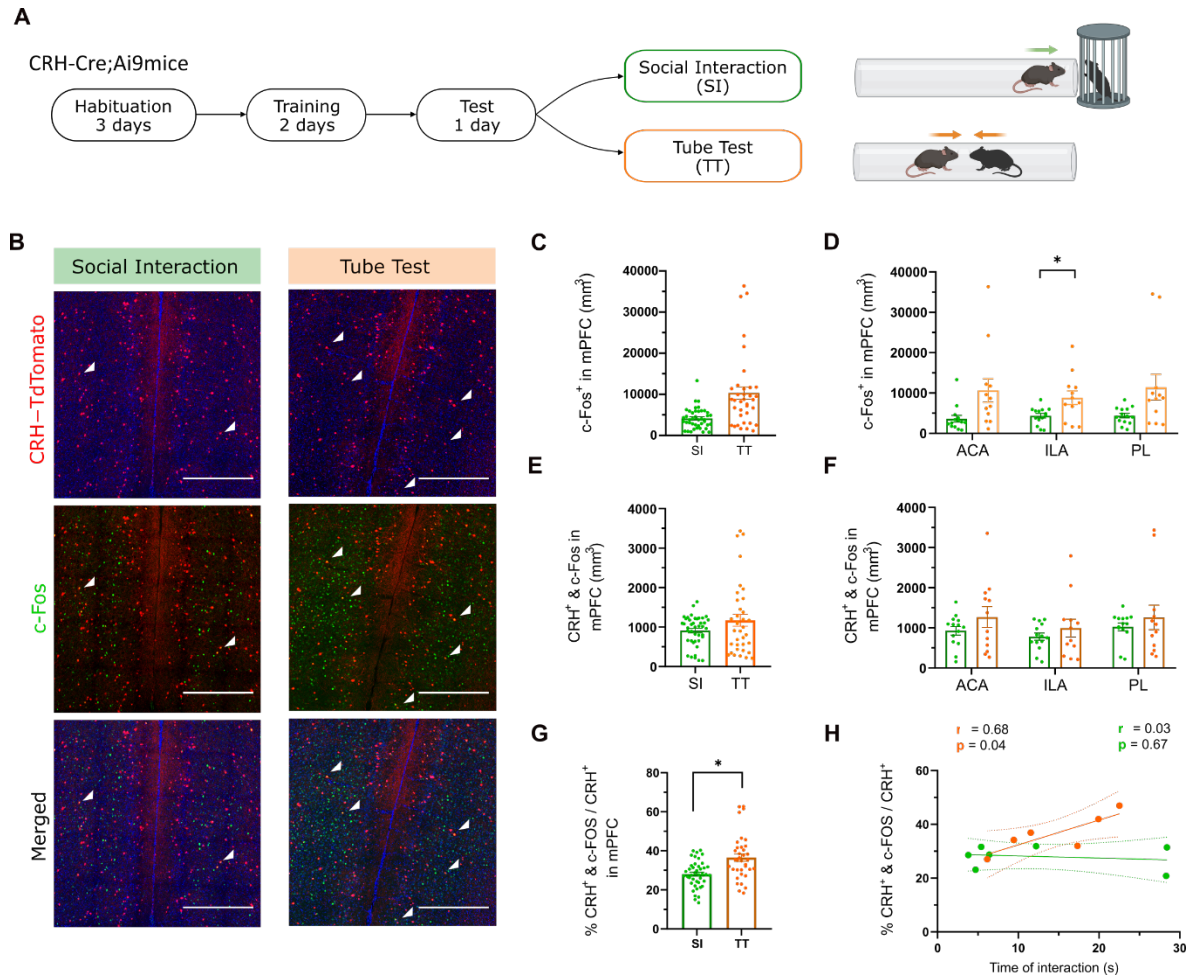 A
CRH-Cre;Ai9mice
Habituation
3 days
Training
2 days
Test
1 day
Social Interaction
(SI)
Tube Test
(TT)
B
Social Interaction
Tube Test
CRH–TdTomato
c-Fos
Merged
C
c-Fos⁺ in mPFC (mm³)
40000
30000
20000
10000
0
SI
TT
D
c-Fos⁺ in mPFC (mm³)
40000
30000
20000
10000
0
*
ACA
ILA
PL
E
CRH⁺ & c-Fos in
mPFC (mm³)
4000
3000
2000
1000
0
SI
TT
F
CRH⁺ & c-Fos in
mPFC (mm³)
4000
3000
2000
1000
0
ACA
ILA
PL
G
% CRH⁺ & c-FOS / CRH⁺
in mPFC
80
60
40
20
0
*
SI
TT
H
r = 0.68
p = 0.04
r = 0.03
p = 0.67
% CRH⁺ & c-FOS / CRH⁺
60
40
20
0
0
10
20
30
Time of interaction (s)